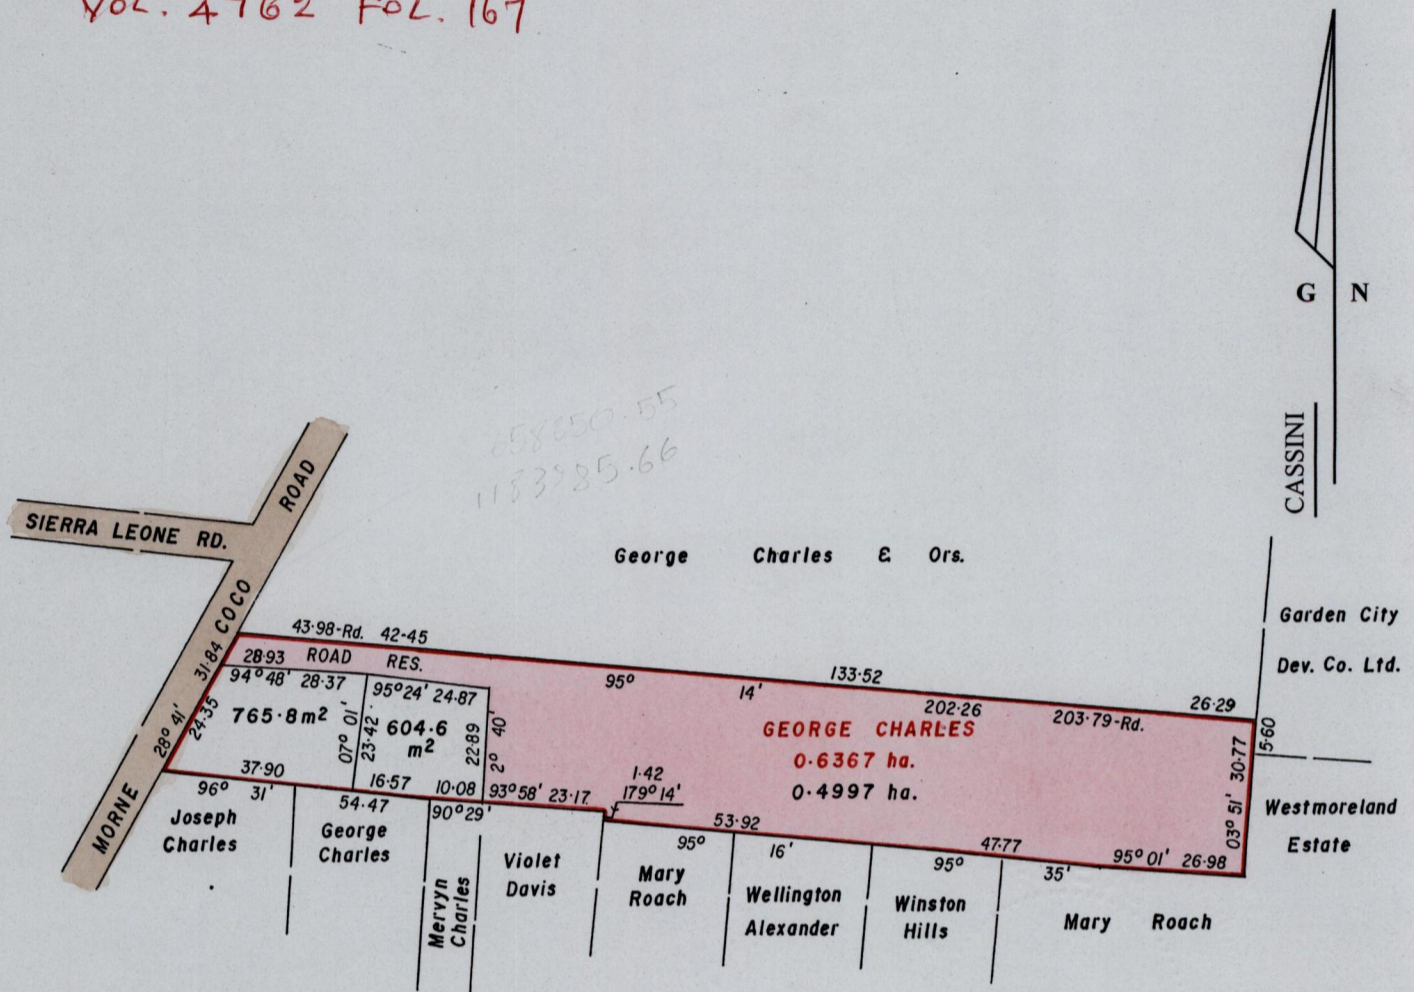 VOL. 4762 FOL. 167
G N
CASSINI
SIERRA LEONE RD.
MORNE COCO ROAD
George Charles & Ors.
Garden City
Dev. Co. Ltd.
43·98-Rd. 42-45
28·93 ROAD RES.
31·84
94°48' 28·37
95°24' 24·87
95° 14'
133·52
202·26
203·79-Rd.
26·29
5·60
28° 41'
24·35
765·8m²
07° 01'
23·42
604·6
m²
22·89
2° 40'
GEORGE CHARLES
0·6367 ha.
0·4997 ha.
03° 51' 30·77
37·90
16·57
10·08
93°58' 23·17
1·42
179°14'
96° 31'
54·47
90°29'
53·92
95° 16'
47·77
95° 35'
95°01' 26·98
Joseph
Charles
George
Charles
Mervyn
Charles
Violet
Davis
Mary
Roach
Wellington
Alexander
Winston
Hills
Mary Roach
Westmoreland
Estate